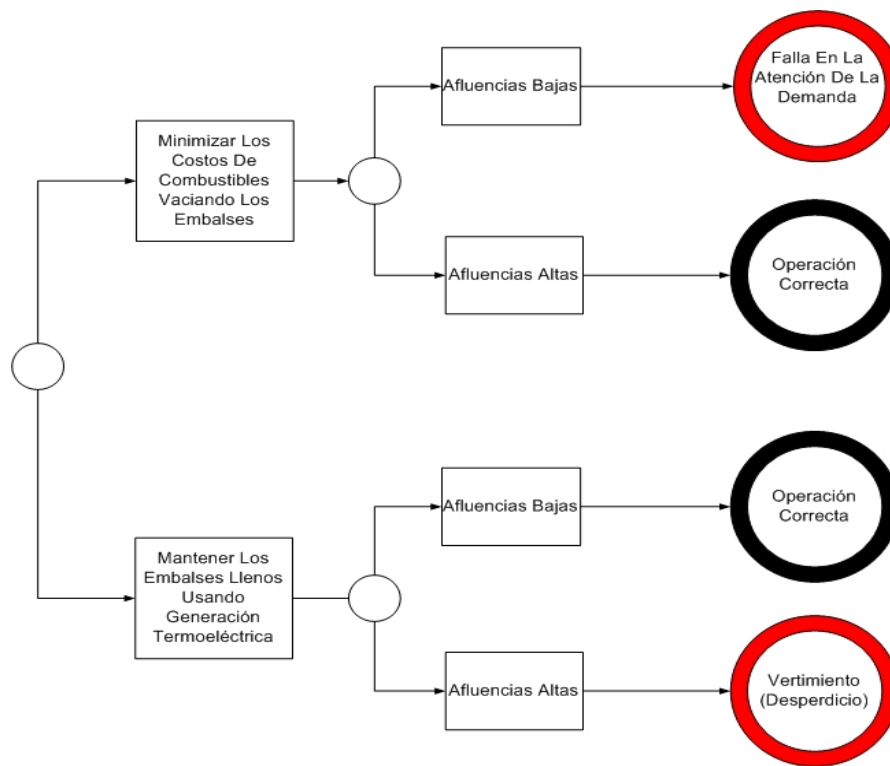 Minimizar Los
Costos De
Combustibles
Vaciando Los
Embalses
Afluencias Bajas
Falla En La
Atención De La
Demanda
Afluencias Altas
Operación
Correcta
Mantener Los
Embalses Llenos
Usando
Generación
Termoeléctrica
Afluencias Bajas
Operación
Correcta
Afluencias Altas
Vertimiento
(Desperdicio)